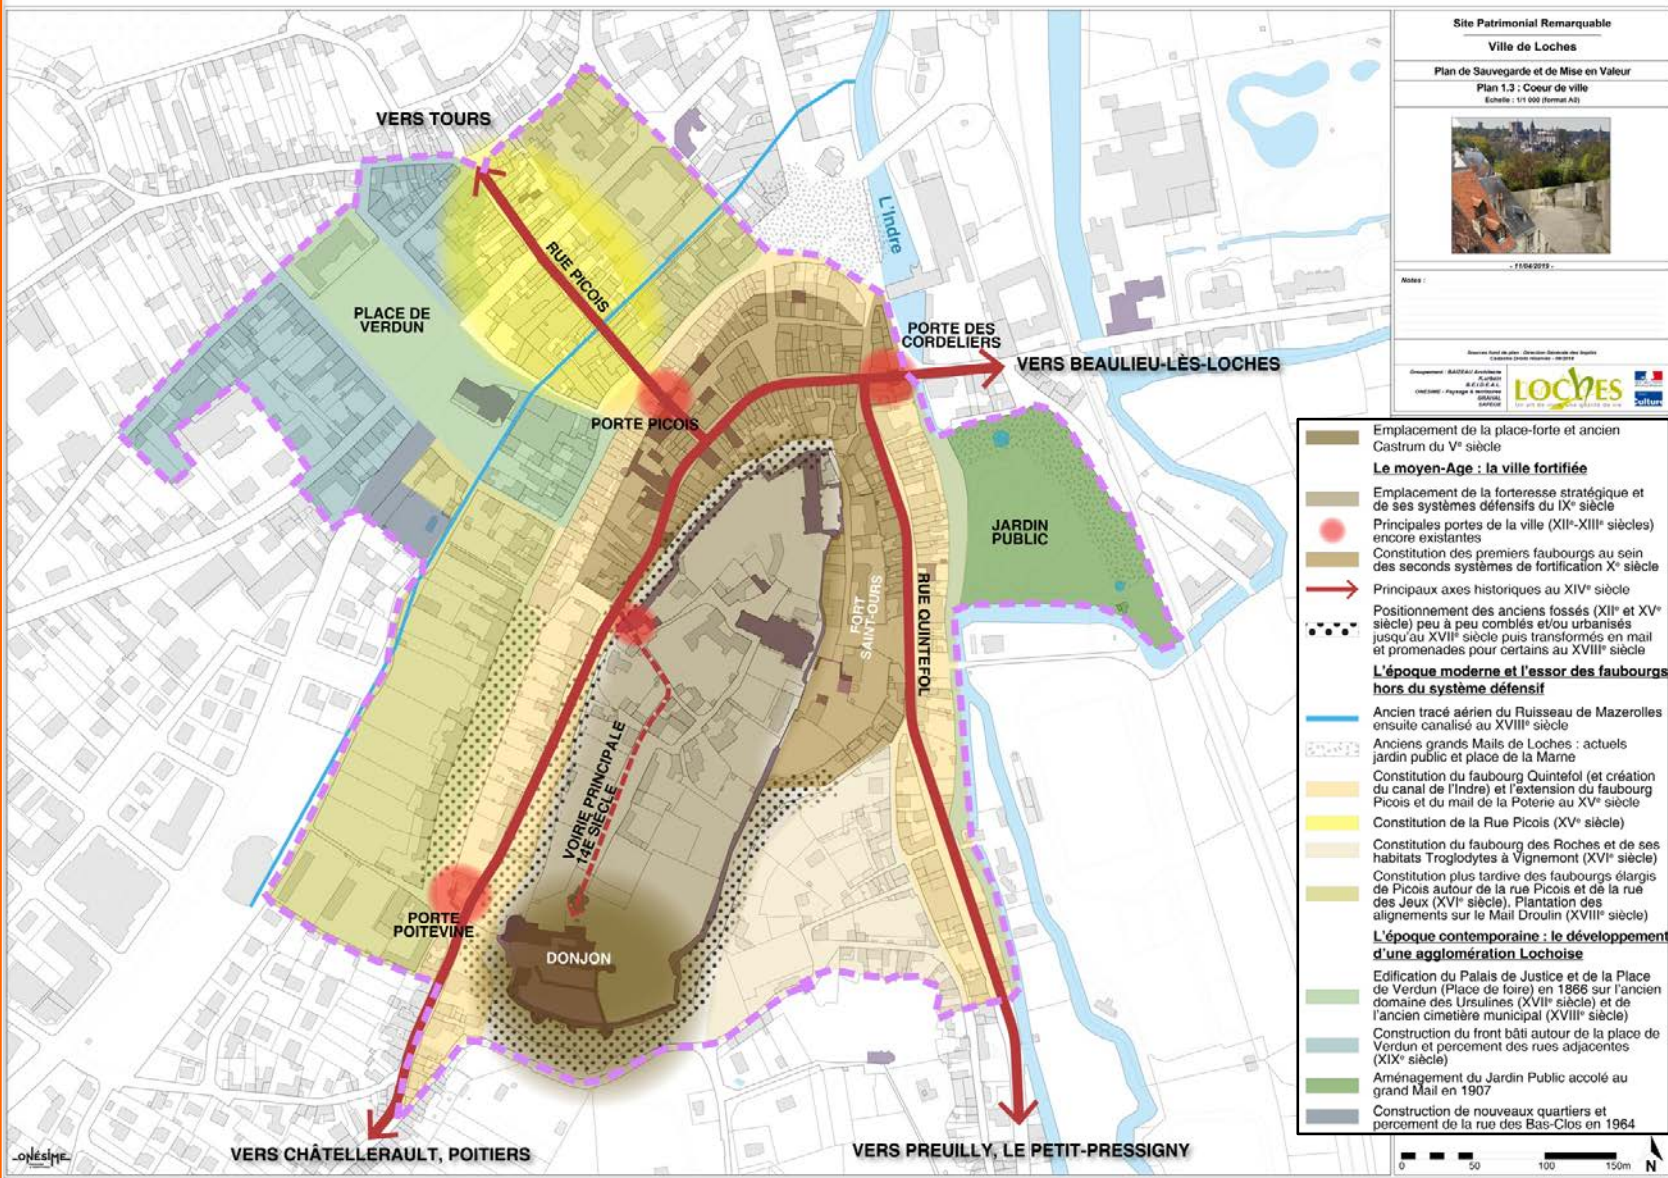 VERS TOURS
RUE PICOIS
PLACE DE
VERDUN
L'Indre
PORTE DES
CORDELIERS
VERS BEAULIEU-LÈS-LOCHES
PORTE PICOIS
JARDIN
PUBLIC
FORT
SAINT-OURS
RUE QUINTEFOL
VOIRIE PRINCIPALE
14E SIÈCLE
PORTE
POITEVINE
DONJON
VERS CHÂTELLERAULT, POITIERS
VERS PREUILLY, LE PETIT-PRESSIGNY
ONÉSIME
Site Patrimonial Remarquable
Ville de Loches
Plan de Sauvegarde et de Mise en Valeur
Plan 1.3 : Coeur de ville
Echelle : 1/1 000 (format A0)
- 11/04/2019 -
Notes :
LOCHES
Emplacement de la place-forte et ancien
Castrum du Vᵉ siècle
Le moyen-Age : la ville fortifiée
Emplacement de la forteresse stratégique et
de ses systèmes défensifs du IXᵉ siècle
Principales portes de la ville (XIIᵉ-XIIIᵉ siècles)
encore existantes
Constitution des premiers faubourgs au sein
des seconds systèmes de fortification Xᵉ siècle
Principaux axes historiques au XIVᵉ siècle
Positionnement des anciens fossés (XIIᵉ et XVᵉ
siècle) peu à peu comblés et/ou urbanisés
jusqu'au XVIIᵉ siècle puis transformés en mail
et promenades pour certains au XVIIIᵉ siècle
L'époque moderne et l'essor des faubourgs
hors du système défensif
Ancien tracé aérien du Ruisseau de Mazerolles
ensuite canalisé au XVIIIᵉ siècle
Anciens grands Mails de Loches : actuels
jardin public et place de la Marne
Constitution du faubourg Quintefol (et création
du canal de l'Indre) et l'extension du faubourg
Picois et du mail de la Poterie au XVᵉ siècle
Constitution de la Rue Picois (XVᵉ siècle)
Constitution du faubourg des Roches et de ses
habitats Troglodytes à Vignemont (XVIᵉ siècle)
Constitution plus tardive des faubourgs élargis
de Picois autour de la rue Picois et de la rue
des Jeux (XVIᵉ siècle). Plantation des
alignements sur le Mail Droulin (XVIIIᵉ siècle)
L'époque contemporaine : le développement
d'une agglomération Lochoise
Edification du Palais de Justice et de la Place
de Verdun (Place de foire) en 1866 sur l'ancien
domaine des Ursulines (XVIIᵉ siècle) et de
l'ancien cimetière municipal (XVIIIᵉ siècle)
Construction du front bâti autour de la place de
Verdun et percement des rues adjacentes
(XIXᵉ siècle)
Aménagement du Jardin Public accolé au
grand Mail en 1907
Construction de nouveaux quartiers et
percement de la rue des Bas-Clos en 1964
0 50 100 150m N